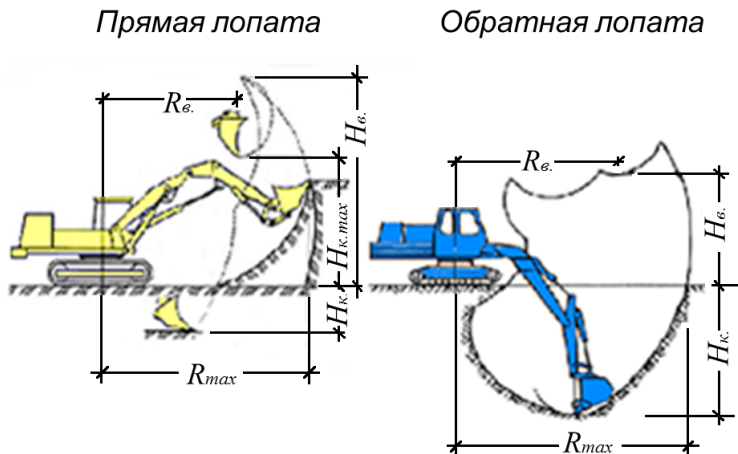 Прямая лопата
Обратная лопата
Rв.
Hв.
Hк.max
Hк.
Rmax
Rв.
Hв.
Hк.
Rmax